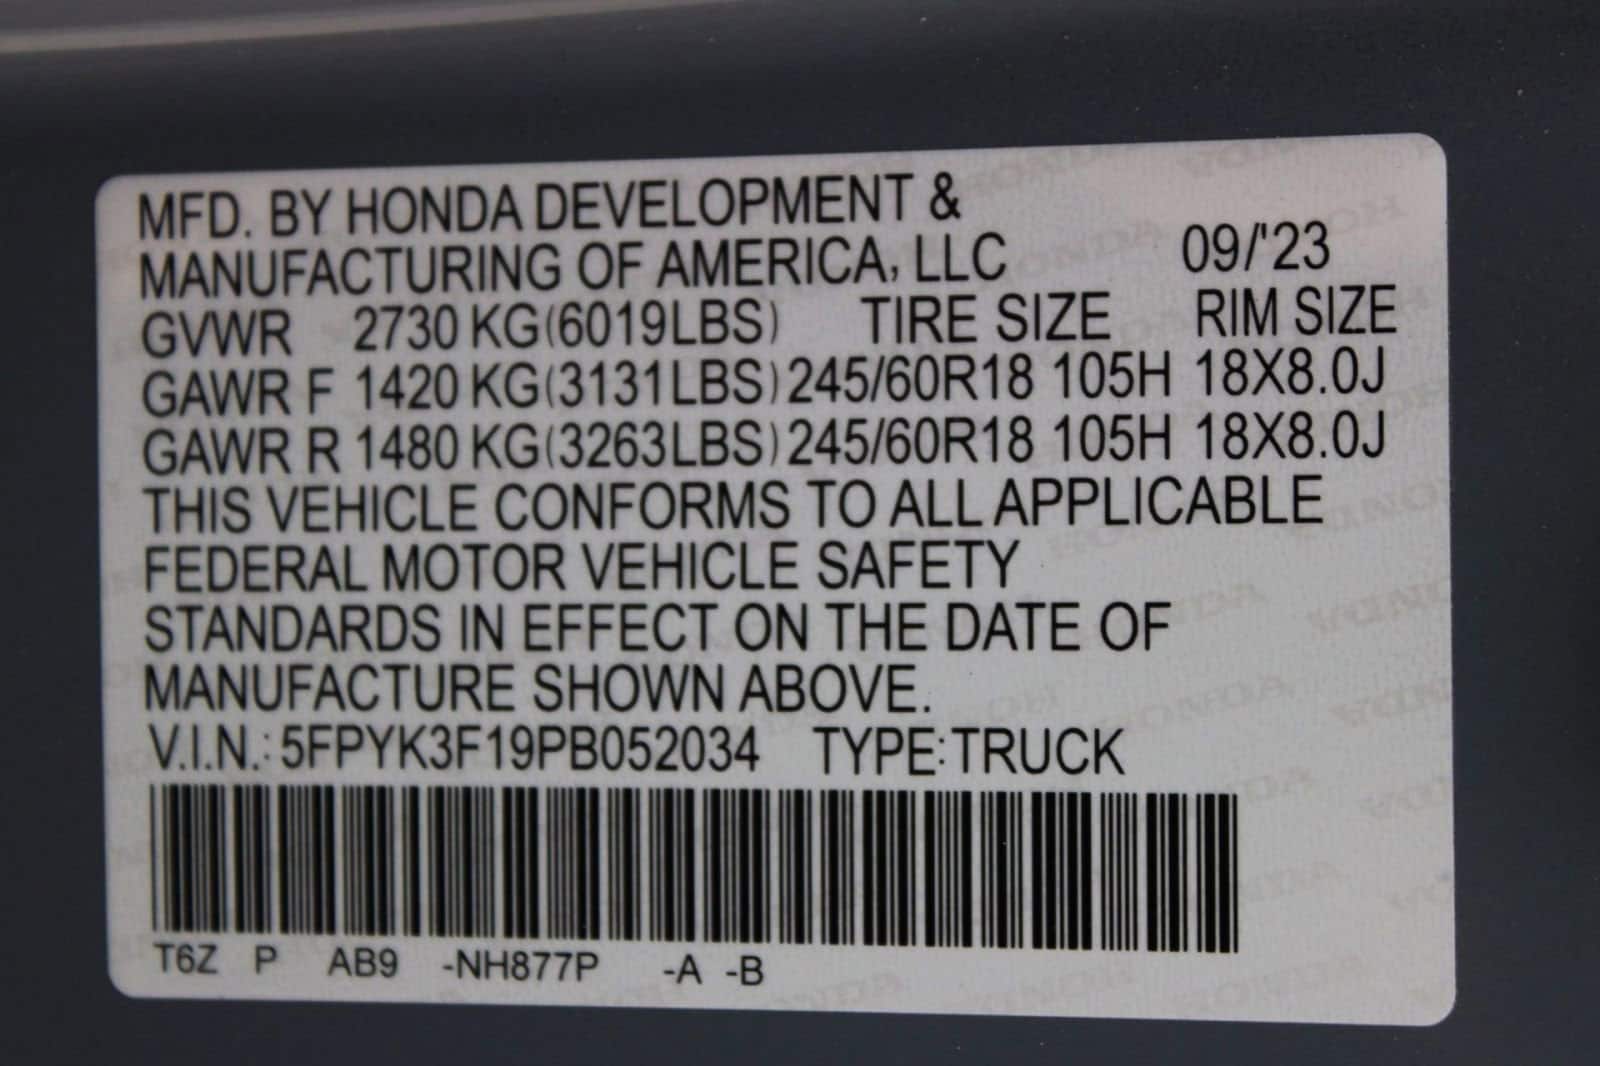 MFD. BY HONDA DEVELOPMENT &
MANUFACTURING OF AMERICA, LLC 09/'23
GVWR 2730 KG(6019LBS) TIRE SIZE RIM SIZE
GAWR F 1420 KG(3131LBS) 245/60R18 105H 18X8.0J
GAWR R 1480 KG(3263LBS) 245/60R18 105H 18X8.0J
THIS VEHICLE CONFORMS TO ALL APPLICABLE
FEDERAL MOTOR VEHICLE SAFETY
STANDARDS IN EFFECT ON THE DATE OF
MANUFACTURE SHOWN ABOVE.
V.I.N.: 5FPYK3F19PB052034 TYPE:TRUCK
T6Z P AB9 -NH877P -A -B